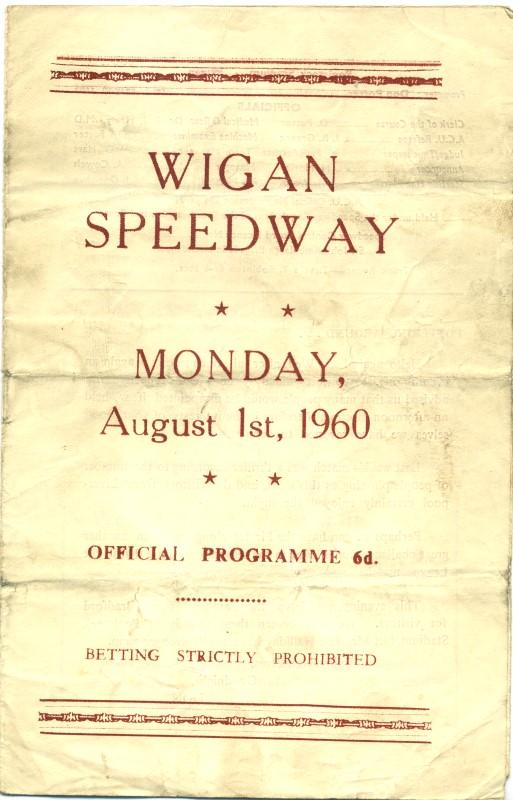 WIGAN
SPEEDWAY
MONDAY,
August 1st, 1960
OFFICIAL PROGRAMME 6d.
BETTING STRICTLY PROHIBITED